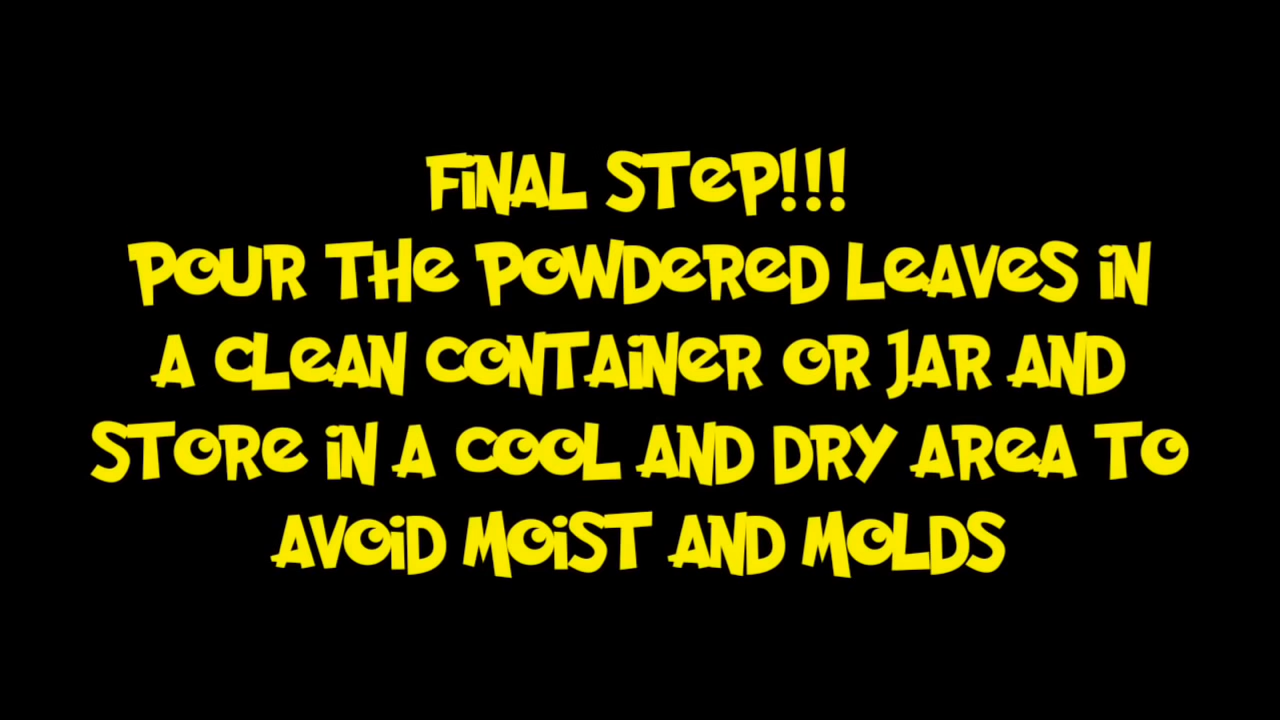 FiNAL STeP!!!
POUR THe POWDeReD LeAVeS iN
A CLeAN CONTAiNeR OR JAR AND
STORe iN A COOL AND DRY AReA TO
AVOiD MOiST AND MOLDS